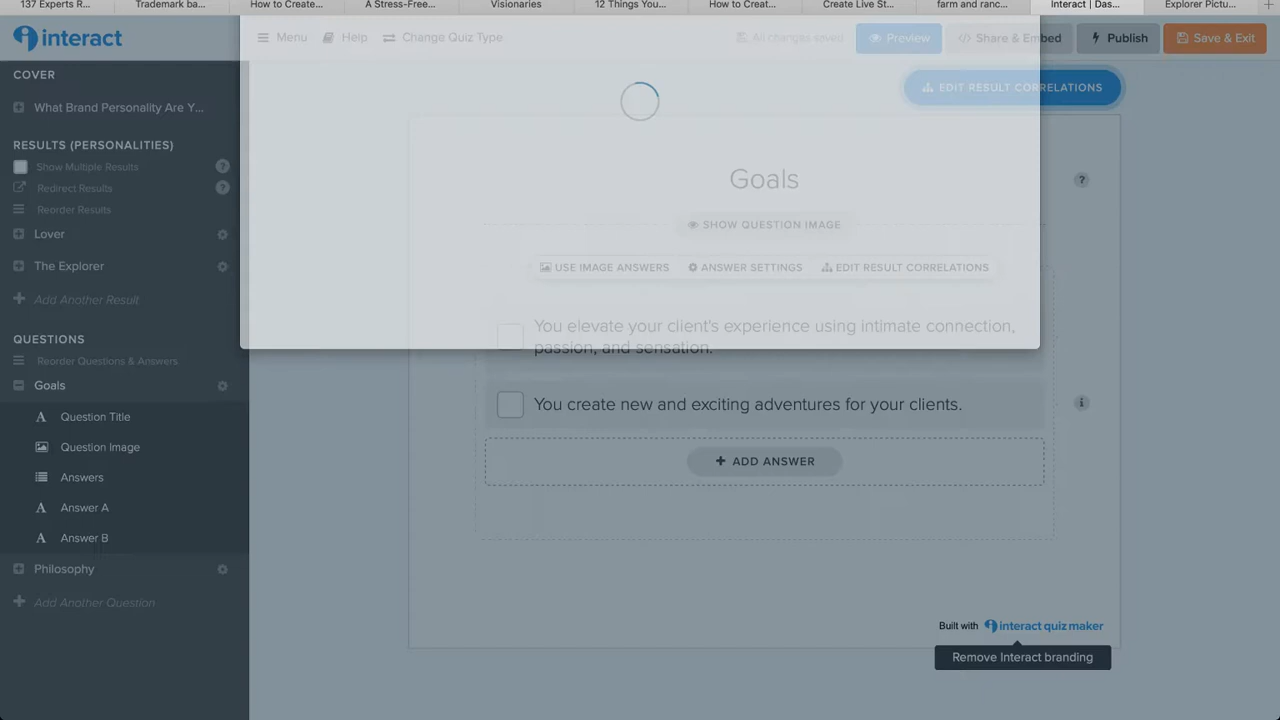 137 Experts R...
Trademark ba...
How to Create...
A Stress-Free...
Visionaries
12 Things You...
How to Creat...
Create Live St...
farm and ranc...
Interact | Das...
Explorer Pictu...
interact
Menu
Help
Change Quiz Type
All changes saved
Preview
Share & Embed
Publish
Save & Exit
COVER
What Brand Personality Are Y...
RESULTS (PERSONALITIES)
Show Multiple Results
Redirect Results
Reorder Results
Lover
The Explorer
Add Another Result
QUESTIONS
Reorder Questions & Answers
Goals
Question Title
Question Image
Answers
Answer A
Answer B
Philosophy
Add Another Question
EDIT RESULT CORRELATIONS
Goals
SHOW QUESTION IMAGE
USE IMAGE ANSWERS
ANSWER SETTINGS
EDIT RESULT CORRELATIONS
You elevate your client's experience using intimate connection,
passion, and sensation.
You create new and exciting adventures for your clients.
ADD ANSWER
Built with interact quiz maker
Remove Interact branding